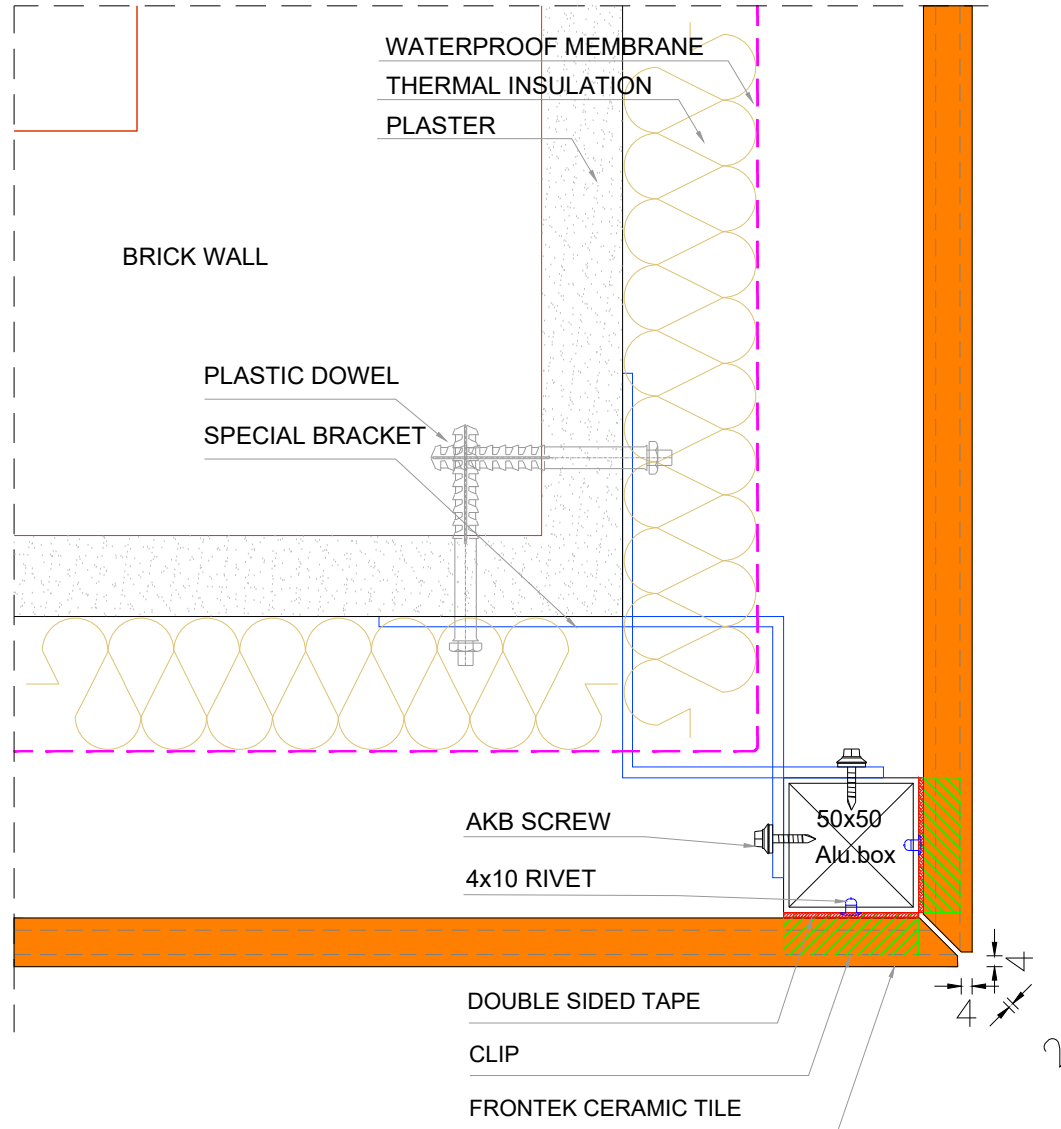 WATERPROOF MEMBRANE
THERMAL INSULATION
PLASTER
BRICK WALL
PLASTIC DOWEL
SPECIAL BRACKET
50x50
Alu.box
AKB SCREW
4x10 RIVET
4
4
DOUBLE SIDED TAPE
CLIP
FRONTEK CERAMIC TILE